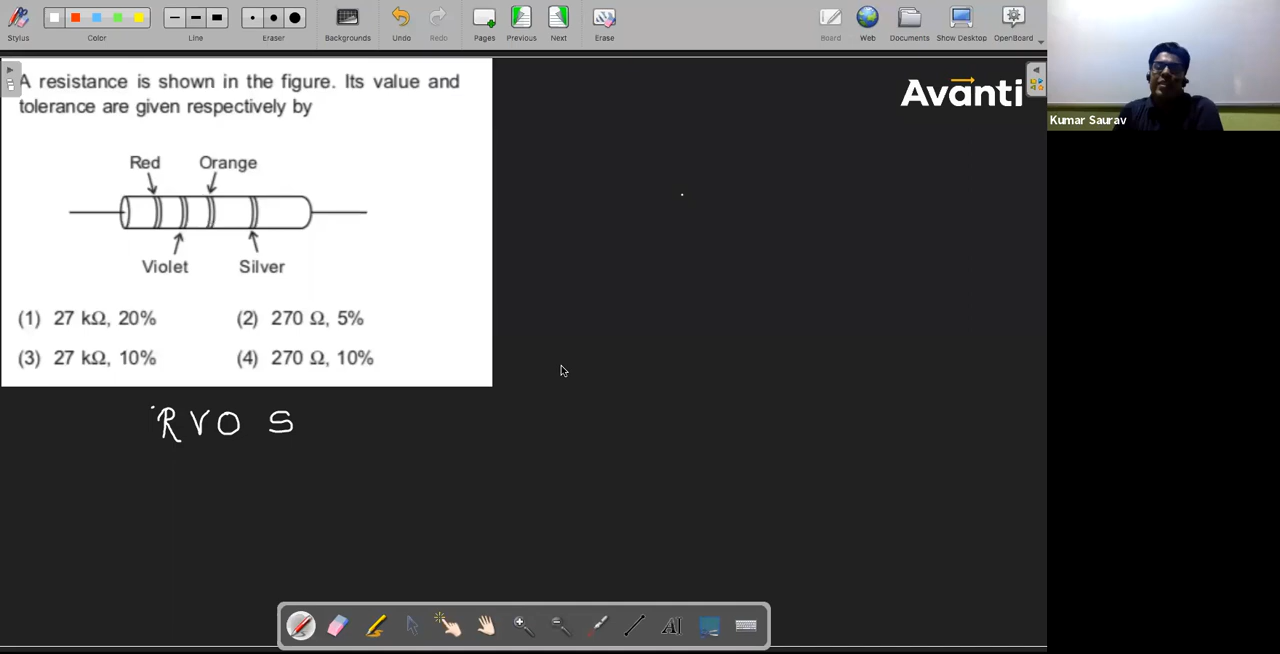 Stylus Color Line Eraser Backgrounds Undo Redo Pages Previous Next Erase Board Web Documents Show Desktop OpenBoard
A resistance is shown in the figure. Its value and
tolerance are given respectively by
Avanti
Kumar Saurav
Red Orange
Violet Silver
(1) 27 kΩ, 20% (2) 270 Ω, 5%
(3) 27 kΩ, 10% (4) 270 Ω, 10%
R V O S
AI